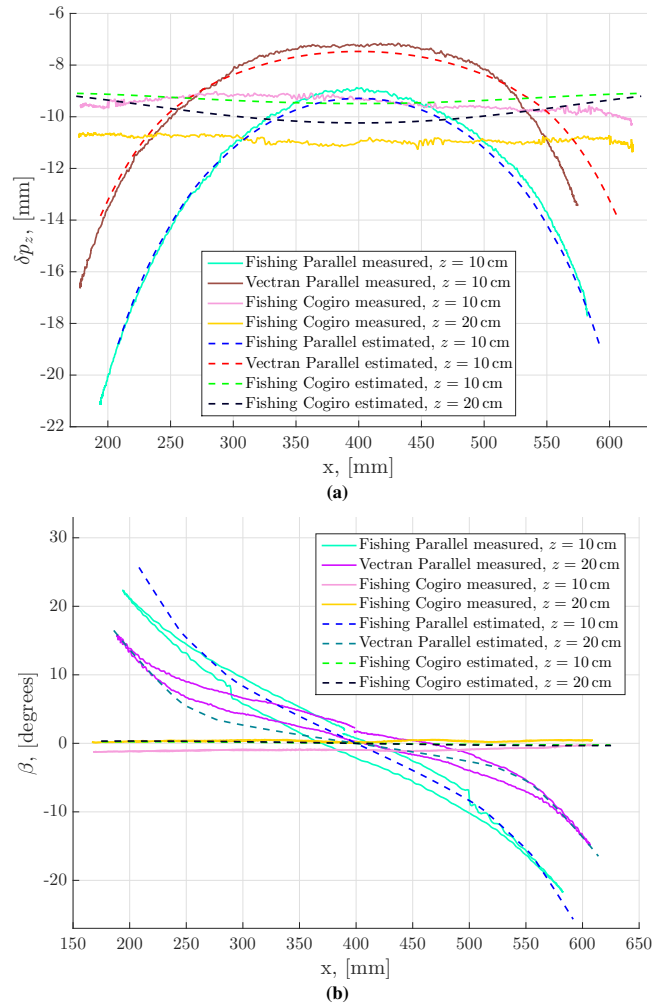 -6
-8
-10
-12
-14
-16
-18
-20
-22
δp_z, [mm]
Fishing Parallel measured, z = 10 cm
Vectran Parallel measured, z = 10 cm
Fishing Cogiro measured, z = 10 cm
Fishing Cogiro measured, z = 20 cm
Fishing Parallel estimated, z = 10 cm
Vectran Parallel estimated, z = 10 cm
Fishing Cogiro estimated, z = 10 cm
Fishing Cogiro estimated, z = 20 cm
200 250 300 350 400 450 500 550 600
x, [mm]
(a)
30
20
10
0
-10
-20
β, [degrees]
Fishing Parallel measured, z = 10 cm
Vectran Parallel measured, z = 20 cm
Fishing Cogiro measured, z = 10 cm
Fishing Cogiro measured, z = 20 cm
Fishing Parallel estimated, z = 10 cm
Vectran Parallel estimated, z = 20 cm
Fishing Cogiro estimated, z = 10 cm
Fishing Cogiro estimated, z = 20 cm
150 200 250 300 350 400 450 500 550 600 650
x, [mm]
(b)